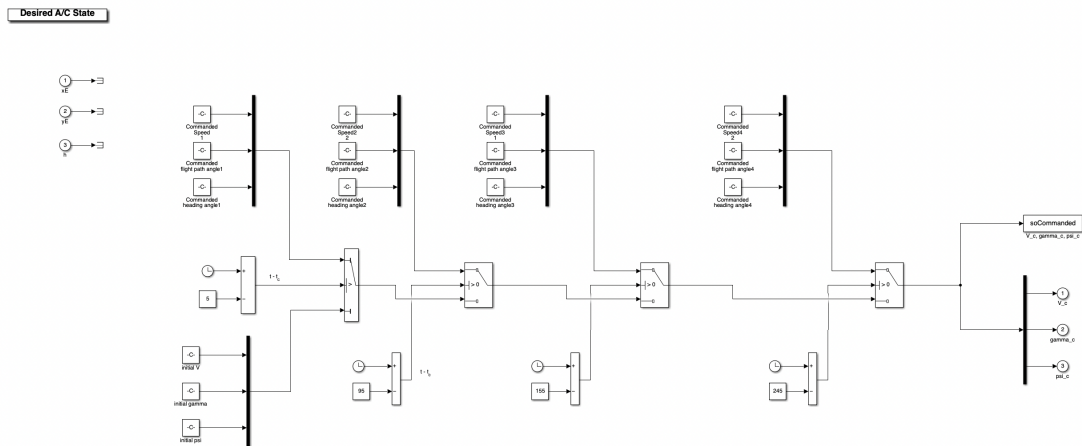 Desired A/C State
1
xE
2
yE
3
h
-C-
Commanded
Speed
1
-C-
Commanded
flight path angle1
-C-
Commanded
heading angle1
-C-
Commanded
Speed2
2
-C-
Commanded
flight path angle2
-C-
Commanded
heading angle2
-C-
Commanded
Speed3
1
-C-
Commanded
flight path angle3
-C-
Commanded
heading angle3
-C-
Commanded
Speed4
2
-C-
Commanded
flight path angle4
-C-
Commanded
heading angle4
soCommanded
V_c, gamma_c, psi_c
+
5
−
t - t_c
>
> 0
> 0
> 0
-C-
initial V
-C-
initial gamma
-C-
initial psi
+
95
−
t - t_c
+
155
−
+
245
−
1
V_c
2
gamma_c
3
psi_c